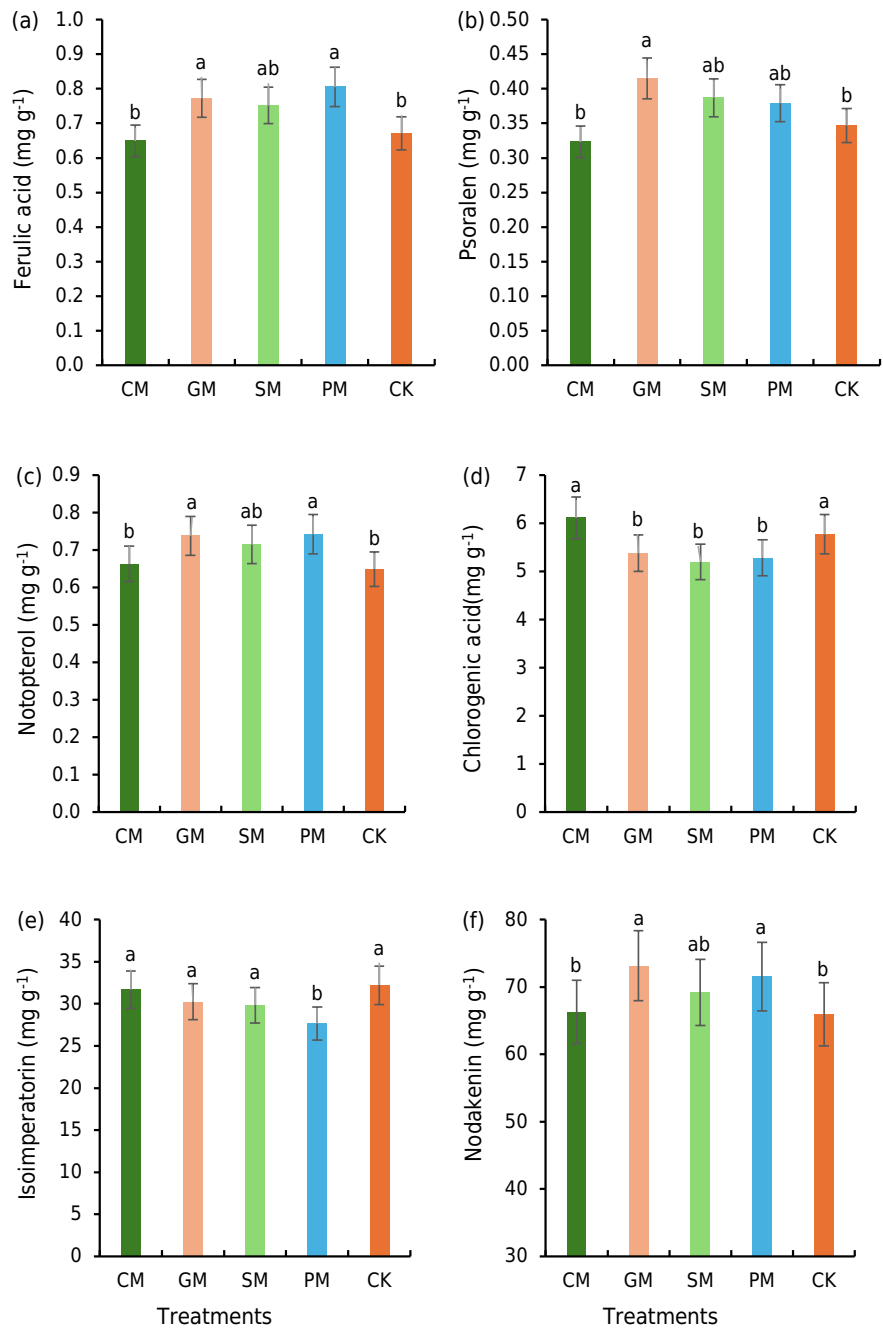 (a)
Ferulic acid (mg g⁻¹)
1.0
0.9
0.8
0.7
0.6
0.5
0.4
0.3
0.2
0.1
0.0
b
a
ab
a
b
CM GM SM PM CK
(b)
Psoralen (mg g⁻¹)
0.50
0.45
0.40
0.35
0.30
0.25
0.20
0.15
0.10
0.05
0.00
b
a
ab
ab
b
CM GM SM PM CK
(c)
Notopterol (mg g⁻¹)
0.9
0.8
0.7
0.6
0.5
0.4
0.3
0.2
0.1
0.0
b
a
ab
a
b
CM GM SM PM CK
(d)
Chlorogenic acid(mg g⁻¹)
7
6
5
4
3
2
1
0
a
b
b
b
a
CM GM SM PM CK
(e)
Isoimperatorin (mg g⁻¹)
40
35
30
25
20
15
10
5
0
a
a
a
b
a
CM GM SM PM CK
Treatments
(f)
Nodakenin (mg g⁻¹)
80
70
60
50
40
30
b
a
ab
a
b
CM GM SM PM CK
Treatments